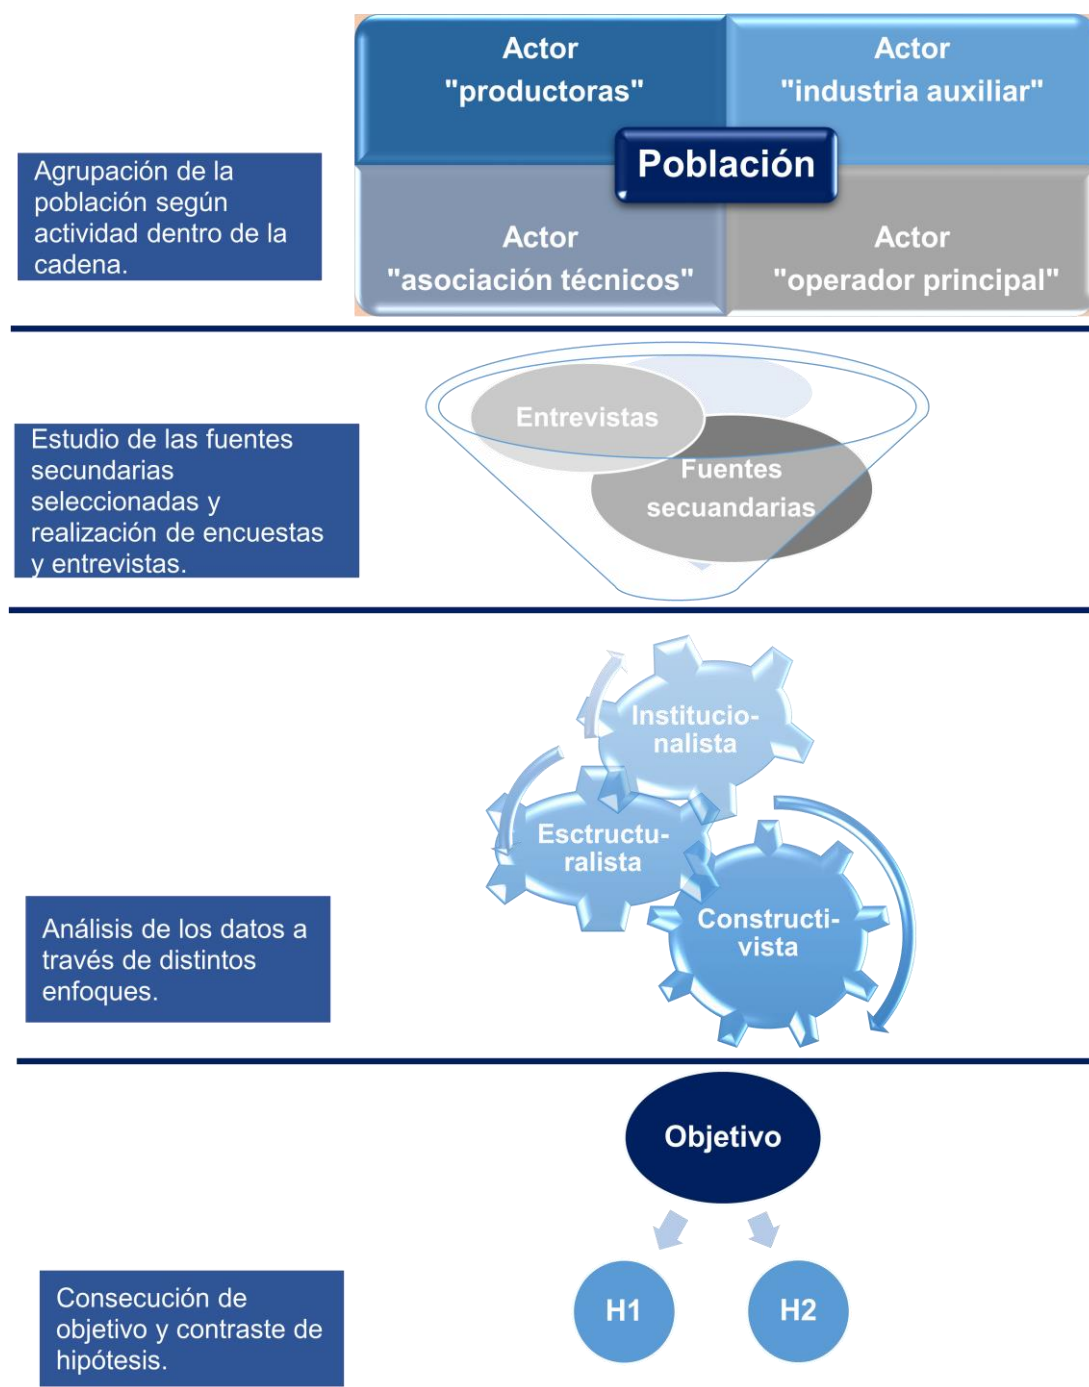 Actor
"productoras"
Actor
"industria auxiliar"
Población
Actor
"asociación técnicos"
Actor
"operador principal"
Agrupación de la
población según
actividad dentro de la
cadena.
Entrevistas
Fuentes
secuandarias
Estudio de las fuentes
secundarias
seleccionadas y
realización de encuestas
y entrevistas.
Institucio-
nalista
Esctructu-
ralista
Constructi-
vista
Análisis de los datos a
través de distintos
enfoques.
Objetivo
H1
H2
Consecución de
objetivo y contraste de
hipótesis.